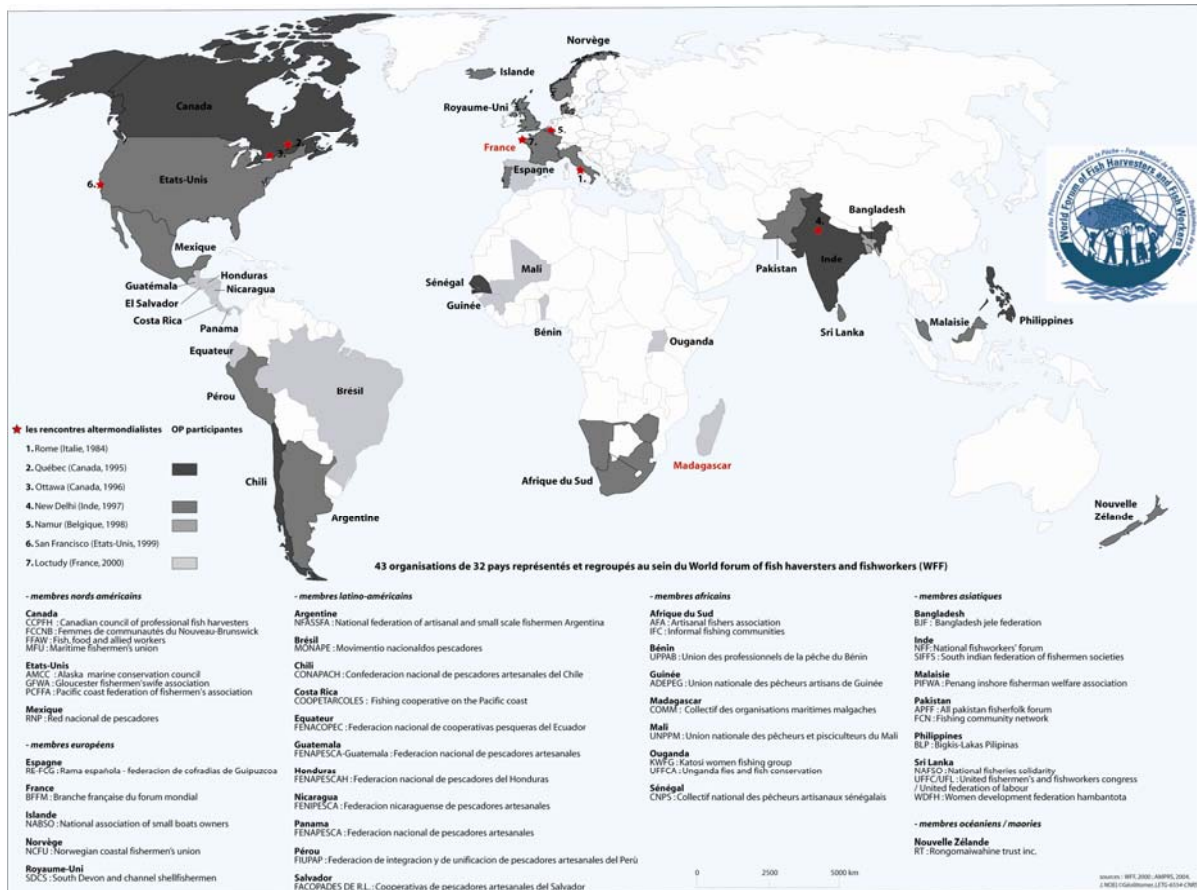 Norvège
Islande
Royaume-Uni
Canada
2.
3.
5.
7.
France
Espagne
1.
6.
Etats-Unis
Bangladesh
4.
Pakistan
Inde
Mexique
Honduras
Guatémala
Nicaragua
El Salvador
Costa Rica
Panama
Mali
Sénégal
Guinée
Bénin
Ouganda
Sri Lanka
Malaisie
Philippines
Equateur
Pérou
Brésil
Madagascar
Afrique du Sud
Chili
Argentine
Nouvelle
Zélande
World Forum of Fish Harvesters and Fish Workers
les rencontres altermondialistes OP participantes
1. Rome (Italie, 1984)
2. Québec (Canada, 1995)
3. Ottawa (Canada, 1996)
4. New Delhi (Inde, 1997)
5. Namur (Belgique, 1998)
6. San Francisco (Etats-Unis, 1999)
7. Loctudy (France, 2000)
43 organisations de 32 pays représentés et regroupés au sein du World forum of fish haversters and fishworkers (WFF)
- membres nords américains
Canada
CCPFH : Canadian council of professional fish harvesters
FCCNB : Femmes de communautés du Nouveau-Brunswick
FFAW : Fish, food and allied workers
MFU : Maritime fishermen's union
Etats-Unis
AMCC : Alaska marine conservation council
GFWA : Gloucester fishermen'swife association
PCFFA : Pacific coast federation of fishermen's association
Mexique
RNP : Red nacional de pescadores
- membres européens
Espagne
RE-FCG : Rama española - federacion de cofradias de Guipuzcoa
France
BFFM : Branche française du forum mondial
Islande
NABSO : National association of small boats owners
Norvège
NCFU : Norwegian coastal fishermen's union
Royaume-Uni
SDCS : South Devon and channel shellfishermen
- membres latino-américains
Argentine
NFASSFA : National federation of artisanal and small scale fishermen Argentina
Brésil
MONAPE : Movimentio nacionaldos pescadores
Chili
CONAPACH : Confederacion nacional de pescadores artesanales del Chile
Costa Rica
COOPETARCOLES : Fishing cooperative on the Pacific coast
Equateur
FENACOPEC : Federacion nacional de cooperativas pesqueras del Ecuador
Guatemala
FENAPESCA-Guatemala : Federacion nacional de pescadores artesanales
Honduras
FENAPESCAH : Federacion nacional de pescadores del Honduras
Nicaragua
FENIPESCA : Federacion nicaraguense de pescadores artesanales
Panama
FENAPESCA : Federacion nacional de pescadores artesanales
Pérou
FIUPAP : Federacion de integracion y de unificacion de pescadores artesanales del Perù
Salvador
FACOPADES DE R.L. : Cooperativas de pescadores artesanales del Salvador
- membres africains
Afrique du Sud
AFA : Artisanal fishers association
IFC : Informal fishing communities
Bénin
UPPAB : Union des professionnels de la pêche du Bénin
Guinée
ADEPEG : Union nationale des pêcheurs artisans de Guinée
Madagascar
COMM : Collectif des organisations maritimes malgaches
Mali
UNPPM : Union nationale des pêcheurs et pisciculteurs du Mali
Ouganda
KWFG : Katosi women fishing group
UFFCA : Unganda fies and fish conservation
Sénégal
CNPS : Collectif national des pêcheurs artisanaux sénégalais
- membres asiatiques
Bangladesh
BJF : Bangladesh jele federation
Inde
NFF : National fishworkers' forum
SIFFS : South indian federation of fishermen societies
Malaisie
PIFWA : Penang inshore fisherman welfare association
Pakistan
APFF : All pakistan fisherfolk forum
FCN : Fishing community network
Philippines
BLP : Bigkis-Lakas Pilipinas
Sri Lanka
NAFSO : National fisheries solidarity
UFFC/UFL : United fishermen's and fishworkers congress
/ United federation of labour
WDFH : Women development federation hambantota
- membres océaniens / maories
Nouvelle Zélande
RT : Rongomaiwahine trust inc.
0 2500 5000 km
sources : WFF, 2000 ; AMPRS, 2004.